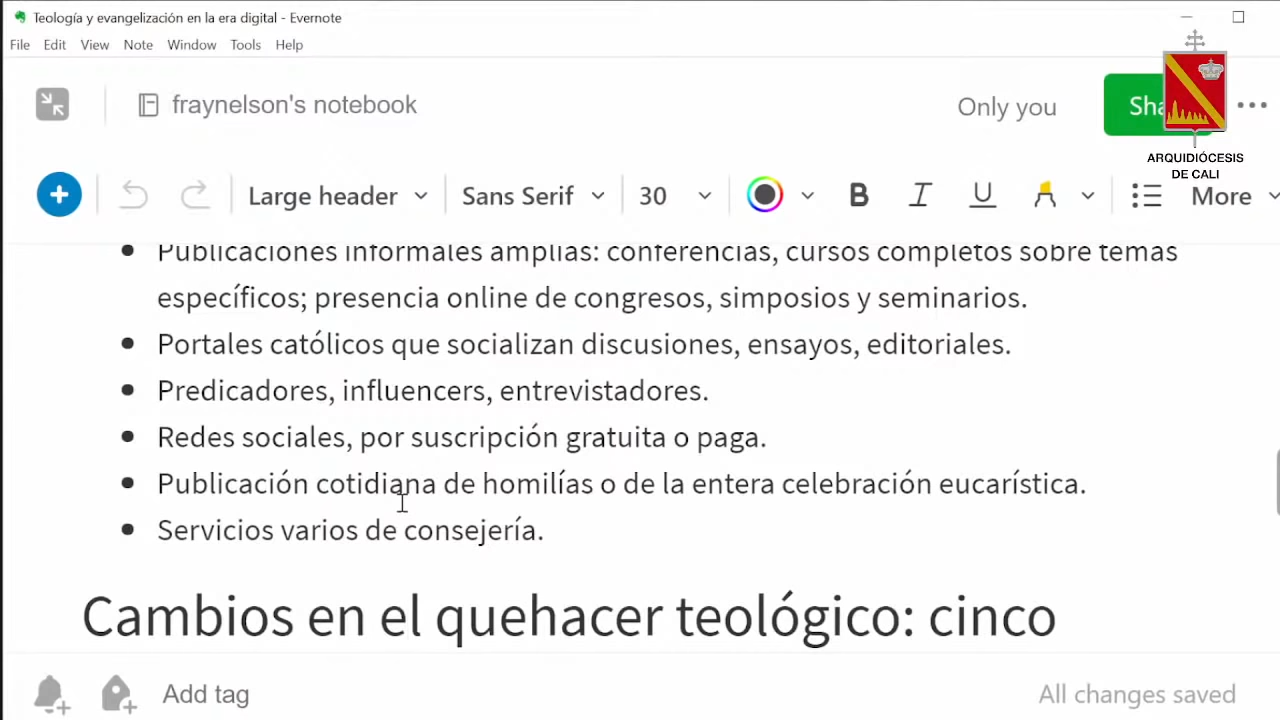 Teología y evangelización en la era digital - Evernote
File Edit View Note Window Tools Help
fraynelson's notebook
Only you
Sha
ARQUIDIÓCESIS
DE CALI
Large header
Sans Serif
30
B I U
More
Publicaciones informales amplias: conferencias, cursos completos sobre temas
específicos; presencia online de congresos, simposios y seminarios.
Portales católicos que socializan discusiones, ensayos, editoriales.
Predicadores, influencers, entrevistadores.
Redes sociales, por suscripción gratuita o paga.
Publicación cotidiana de homilías o de la entera celebración eucarística.
Servicios varios de consejería.
Cambios en el quehacer teológico: cinco
Add tag
All changes saved